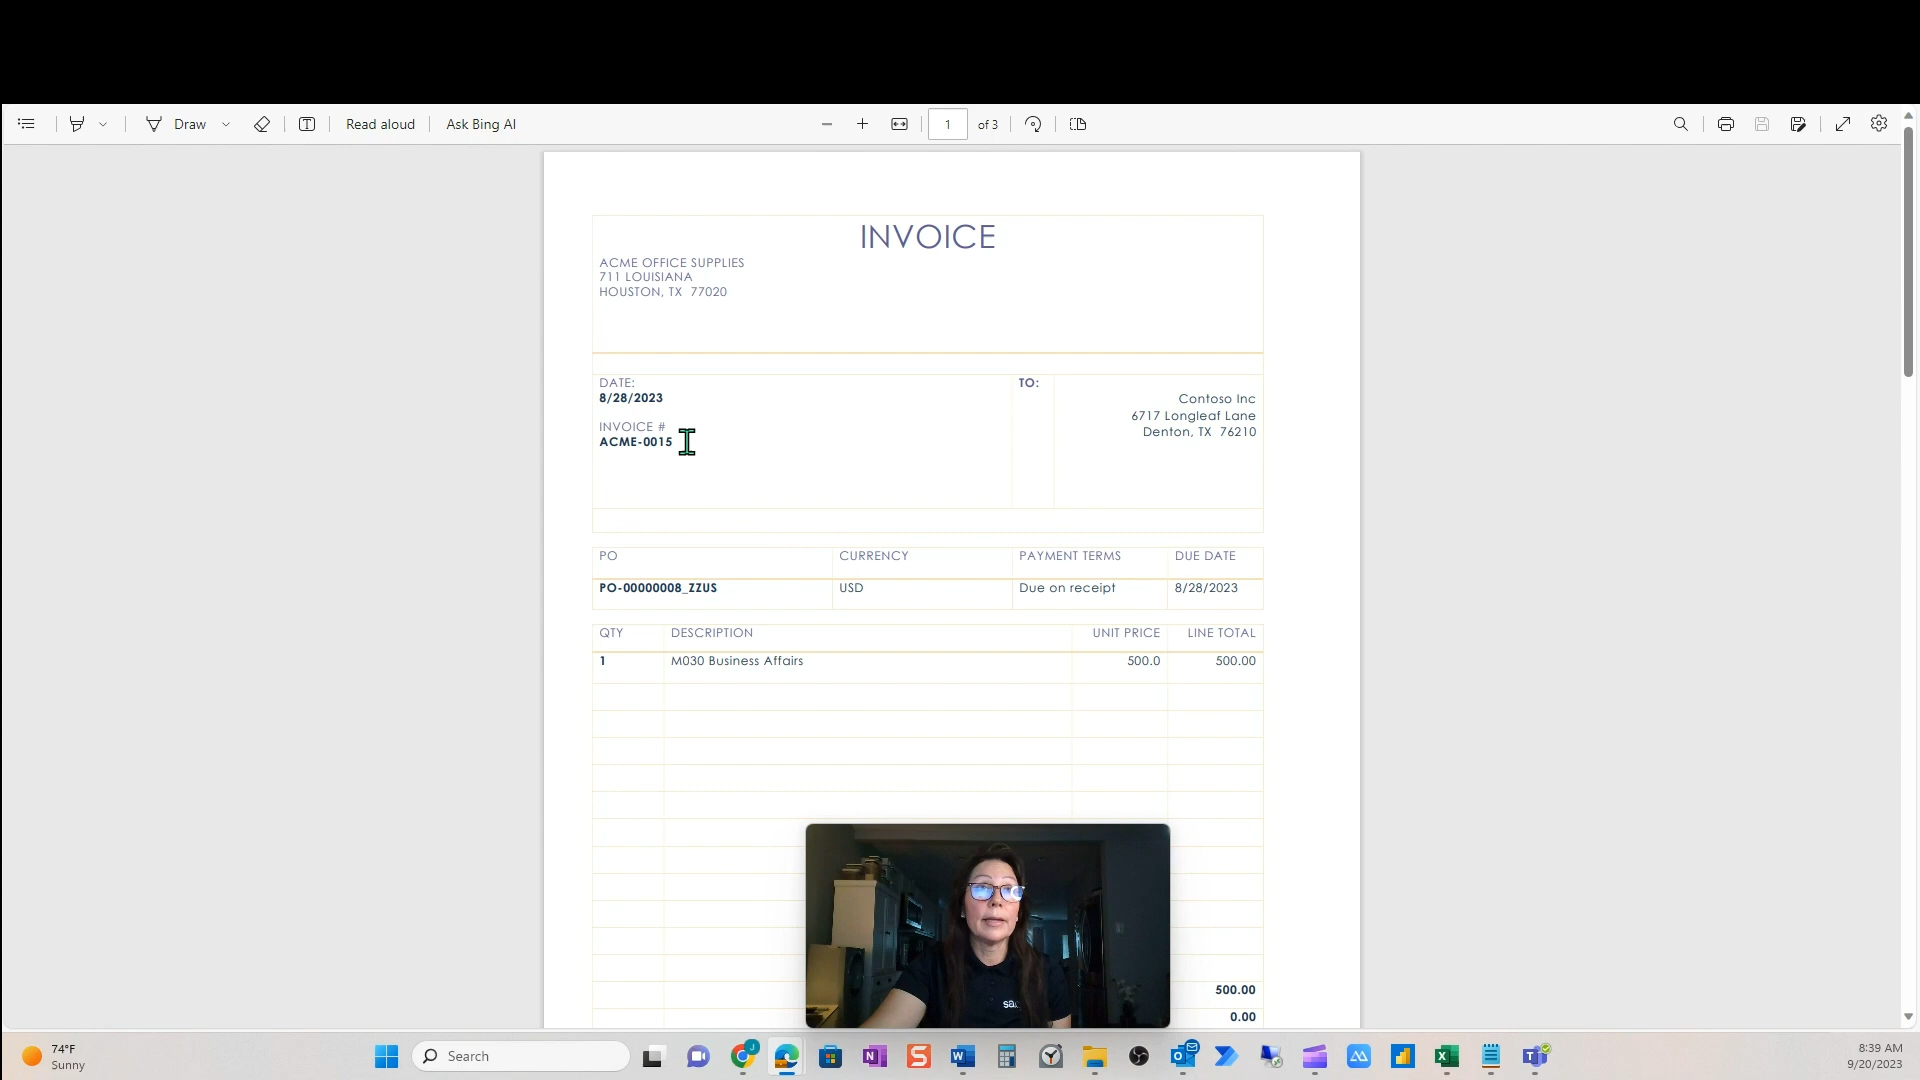 Draw
Read aloud
Ask Bing AI
1 of 3
INVOICE
ACME OFFICE SUPPLIES
711 LOUISIANA
HOUSTON, TX 77020
DATE:
8/28/2023
INVOICE #
ACME-0015
TO:
Contoso Inc
6717 Longleaf Lane
Denton, TX 76210
PO CURRENCY PAYMENT TERMS DUE DATE
PO-00000008_ZZUS USD Due on receipt 8/28/2023
QTY DESCRIPTION UNIT PRICE LINE TOTAL
1 M030 Business Affairs 500.0 500.00
500.00
0.00
sa
74°F
Sunny
Search
8:39 AM
9/20/2023